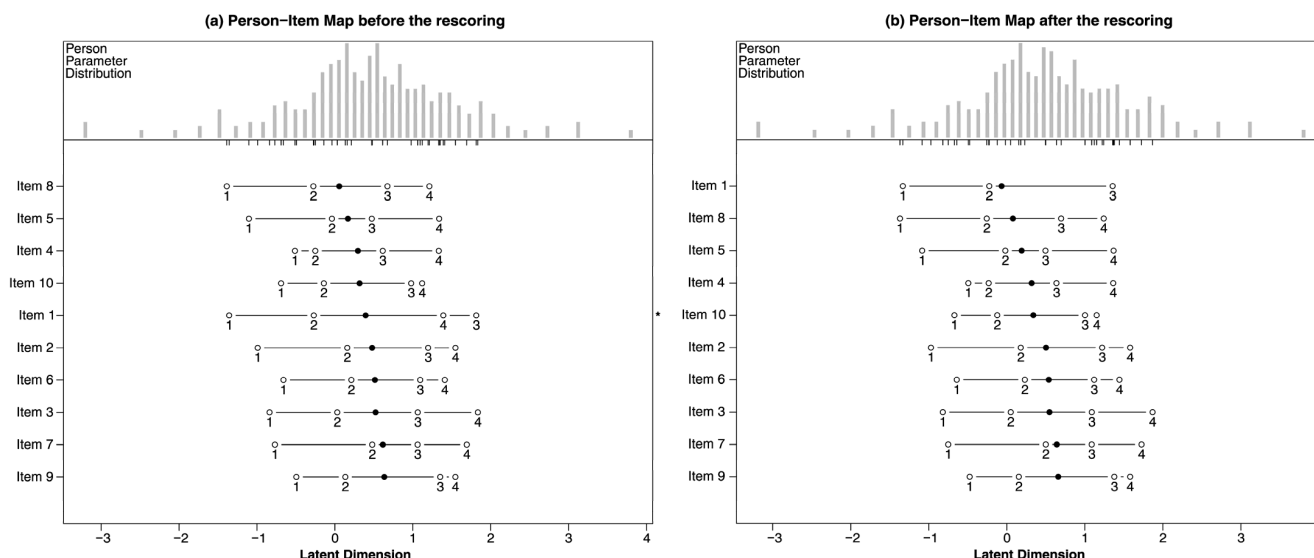 (a) Person−Item Map before the rescoring
Person
Parameter
Distribution
Item 8
1 2 3 4
Item 5
1 2 3 4
Item 4
1 2 3 4
Item 10
1 2 3 4
Item 1
1 2 4 3
*
Item 2
1 2 3 4
Item 6
1 2 3 4
Item 3
1 2 3 4
Item 7
1 2 3 4
Item 9
1 2 3 4
−3 −2 −1 0 1 2 3 4
Latent Dimension
(b) Person−Item Map after the rescoring
Person
Parameter
Distribution
Item 1
1 2 3
Item 8
1 2 3 4
Item 5
1 2 3 4
Item 4
1 2 3 4
Item 10
1 2 3 4
Item 2
1 2 3 4
Item 6
1 2 3 4
Item 3
1 2 3 4
Item 7
1 2 3 4
Item 9
1 2 3 4
−3 −2 −1 0 1 2 3
Latent Dimension